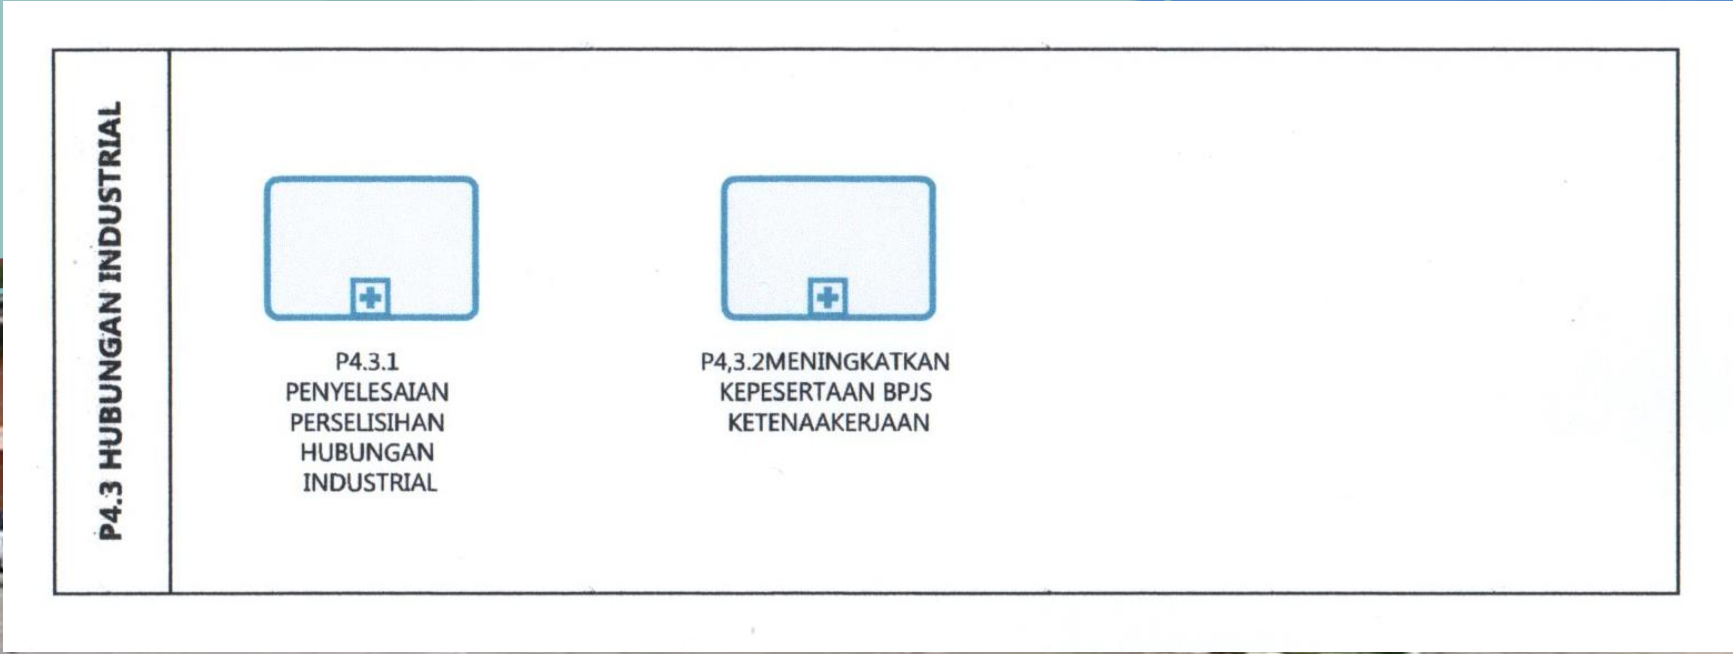 P4.3 HUBUNGAN INDUSTRIAL
P4.3.1
PENYELESAIAN
PERSELISIHAN
HUBUNGAN
INDUSTRIAL
P4,3.2MENINGKATKAN
KEPESERTAAN BPJS
KETENAAKERJAAN